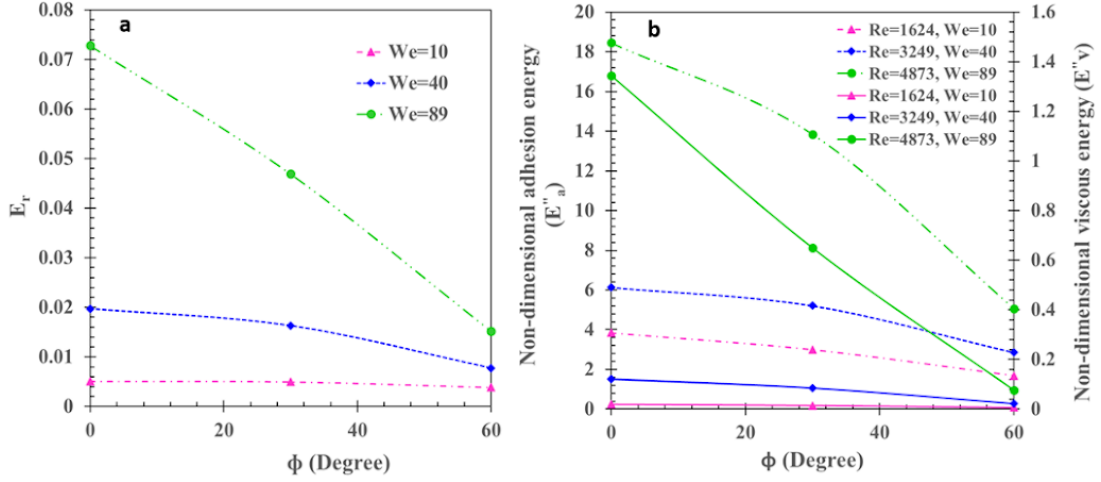 a
0.08
0.07
0.06
0.05
0.04
0.03
0.02
0.01
0
E_r
0
20
40
60
ϕ (Degree)
We=10
We=40
We=89
b
20
18
16
14
12
10
8
6
4
2
0
Non-dimensional adhesion energy
(E"_a)
0
20
40
60
ϕ (Degree)
Re=1624, We=10
Re=3249, We=40
Re=4873, We=89
Re=1624, We=10
Re=3249, We=40
Re=4873, We=89
1.6
1.4
1.2
1
0.8
0.6
0.4
0.2
0
Non-dimensional viscous energy (E"v)